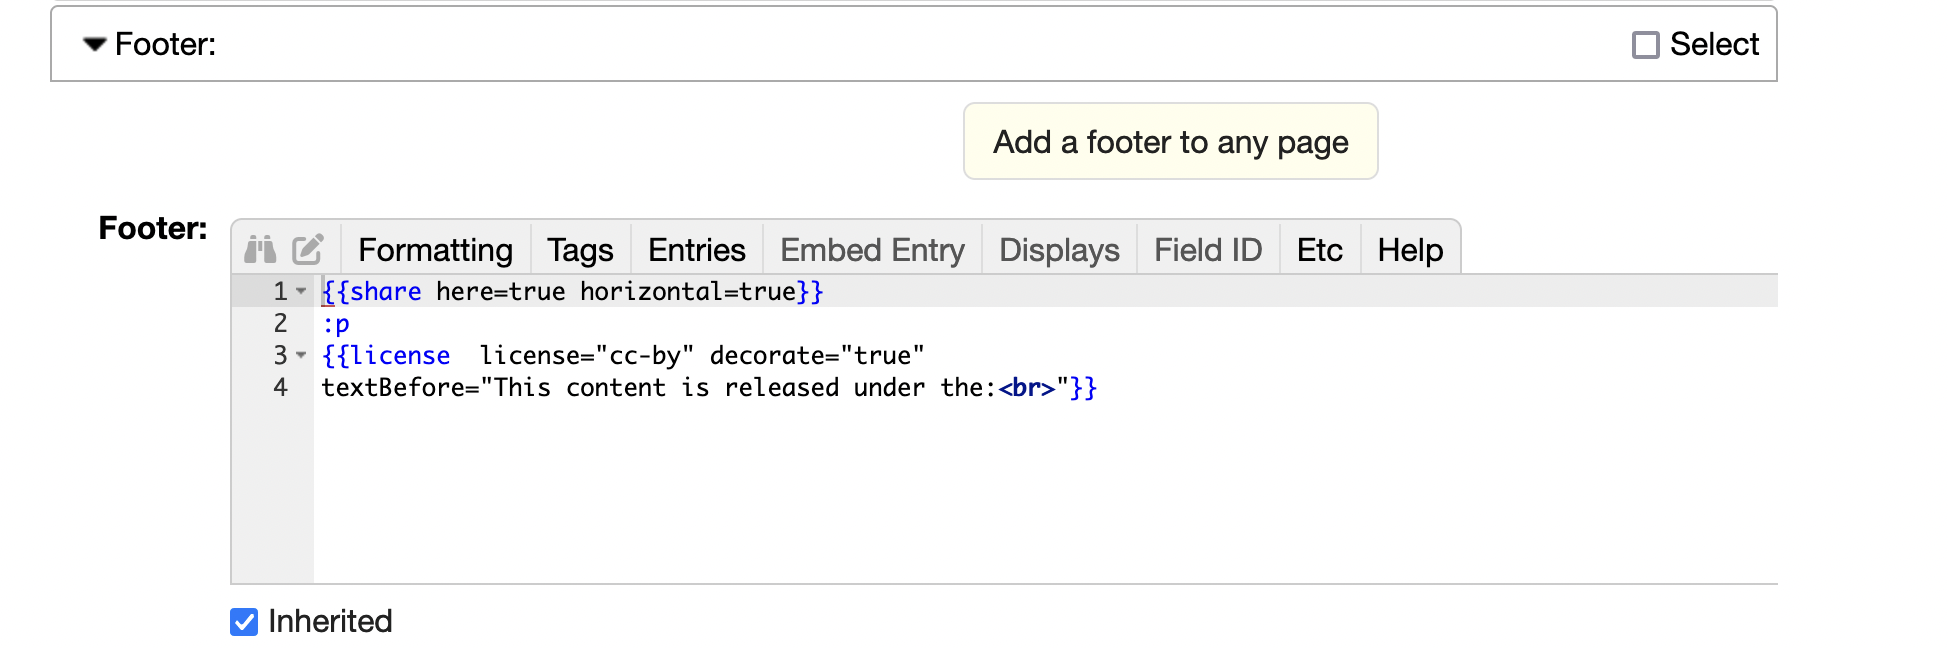 Footer: Select
Add a footer to any page
Footer:
Formatting Tags Entries Embed Entry Displays Field ID Etc Help
1 {{share here=true horizontal=true}}
2 :p
3 {{license  license="cc-by" decorate="true"
4 textBefore="This content is released under the:<br>"}}
Inherited